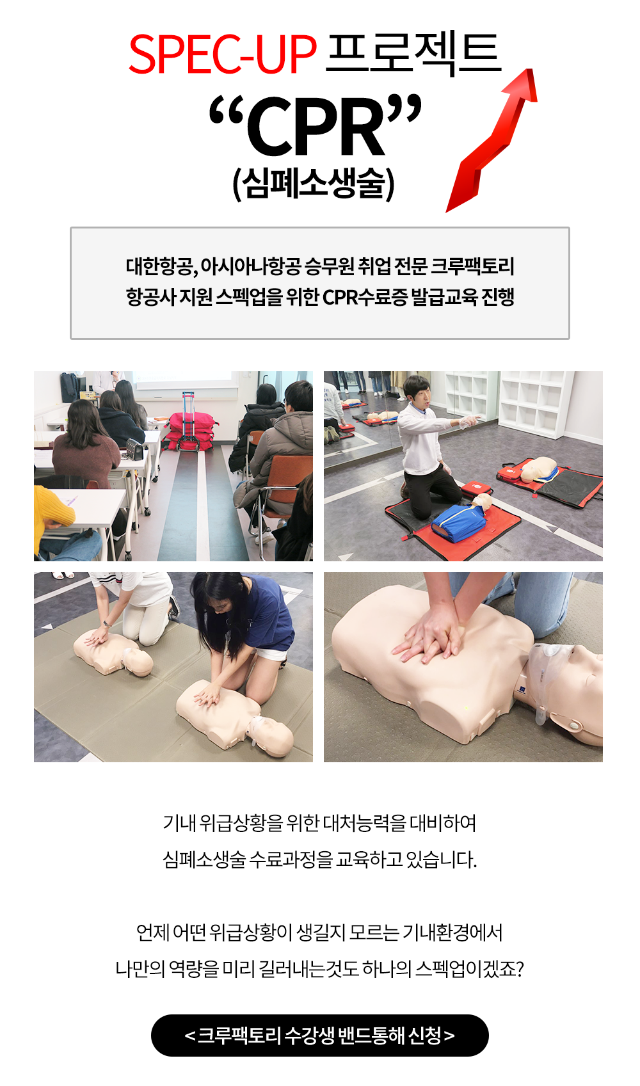 SPEC-UP 프로젝트
“CPR”
(심폐소생술)
대한항공, 아시아나항공 승무원 취업 전문 크루팩토리
항공사 지원 스펙업을 위한 CPR수료증 발급교육 진행
기내 위급상황을 위한 대처능력을 대비하여
심폐소생술 수료과정을 교육하고 있습니다.
언제 어떤 위급상황이 생길지 모르는 기내환경에서
나만의 역량을 미리 길러내는것도 하나의 스펙업이겠죠?
< 크루팩토리 수강생 밴드통해 신청 >